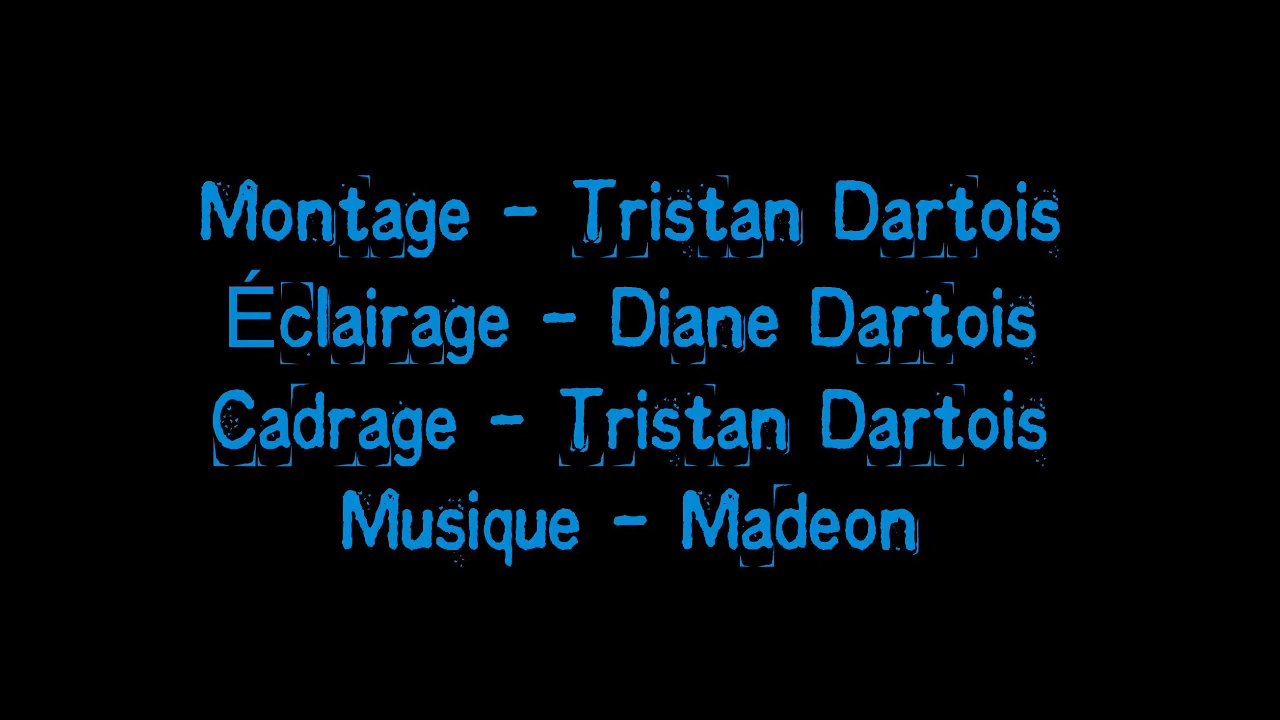 Montage - Tristan Dartois
Éclairage - Diane Dartois
Cadrage - Tristan Dartois
Musique - Madeon